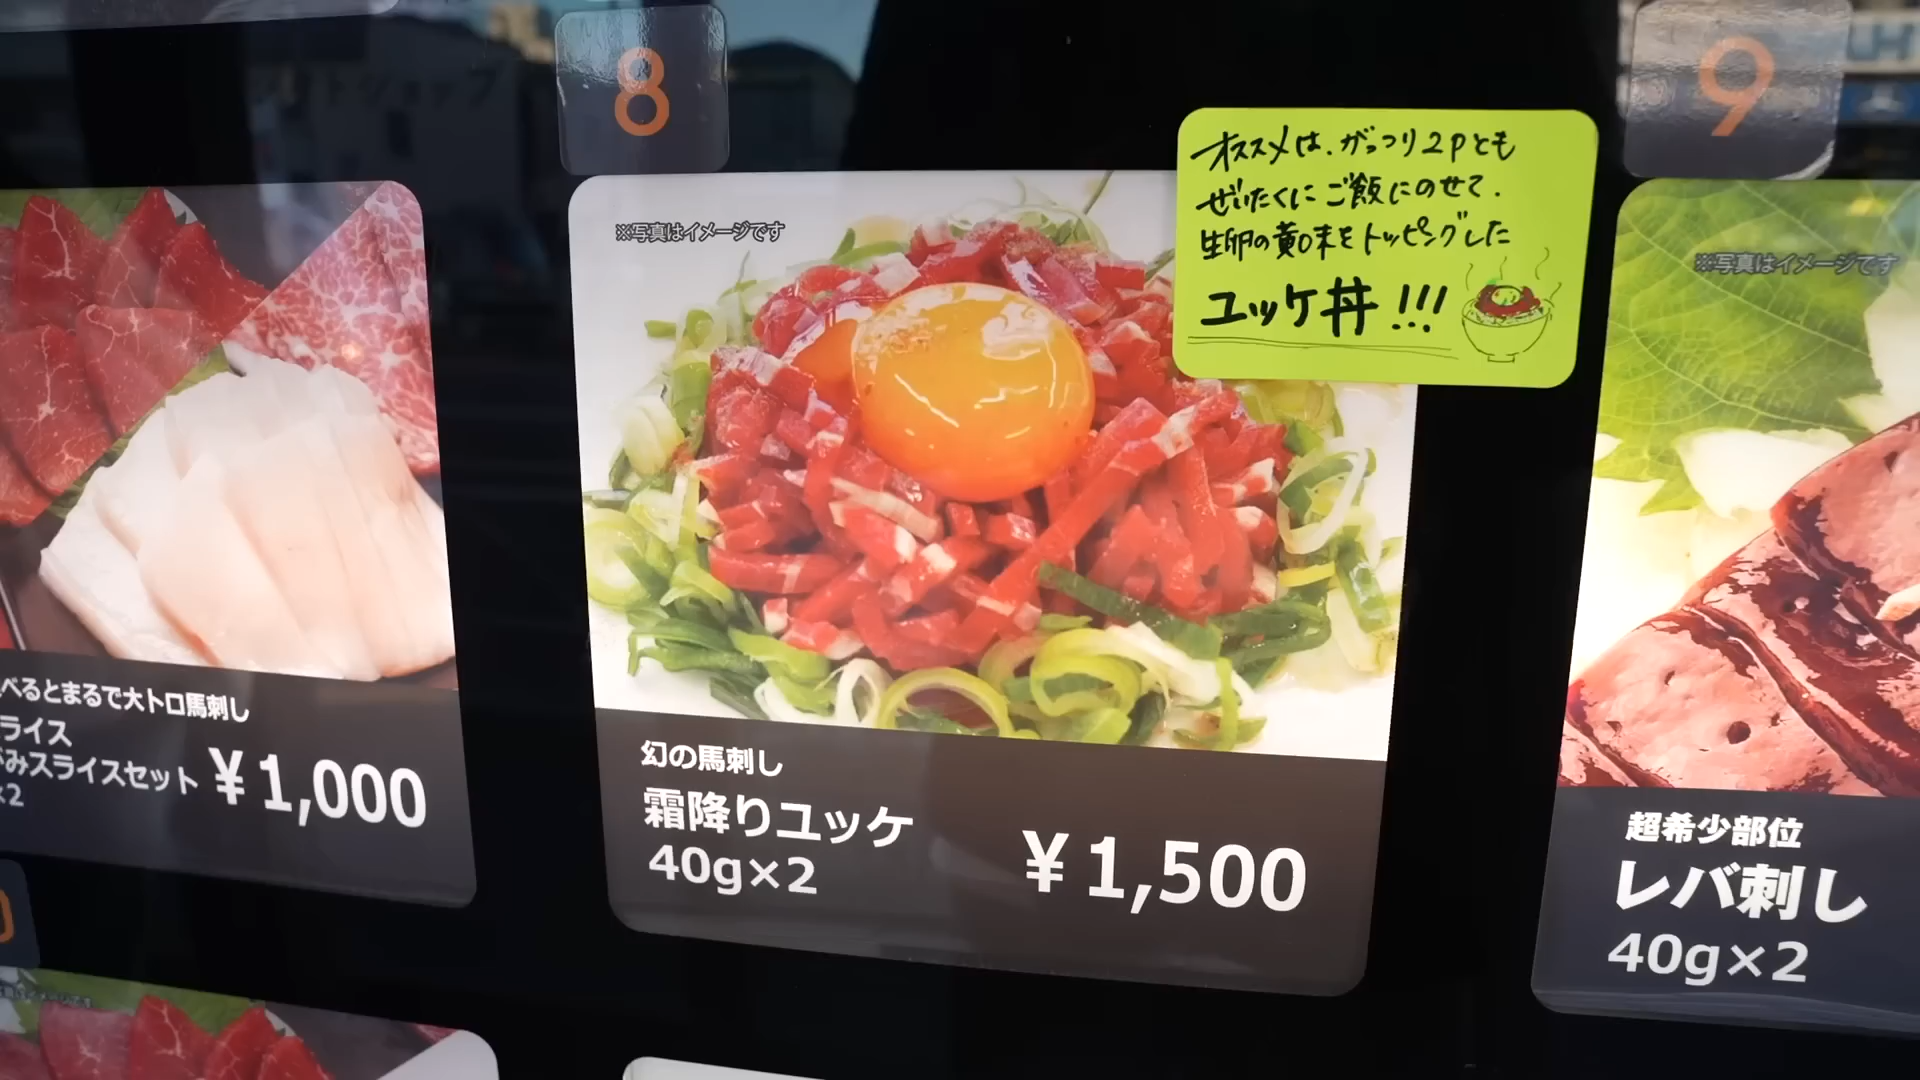 8
9
オススメは、がっつり2Pとも
ぜいたくにご飯にのせて、
生卵の黄味をトッピングした
ユッケ丼!!!
※写真はイメージです
※写真はイメージです
べるとまるで大トロ馬刺し
ライス
みスライスセット
×2
¥1,000
幻の馬刺し
霜降りユッケ
40g×2
¥1,500
超希少部位
レバ刺し
40g×2